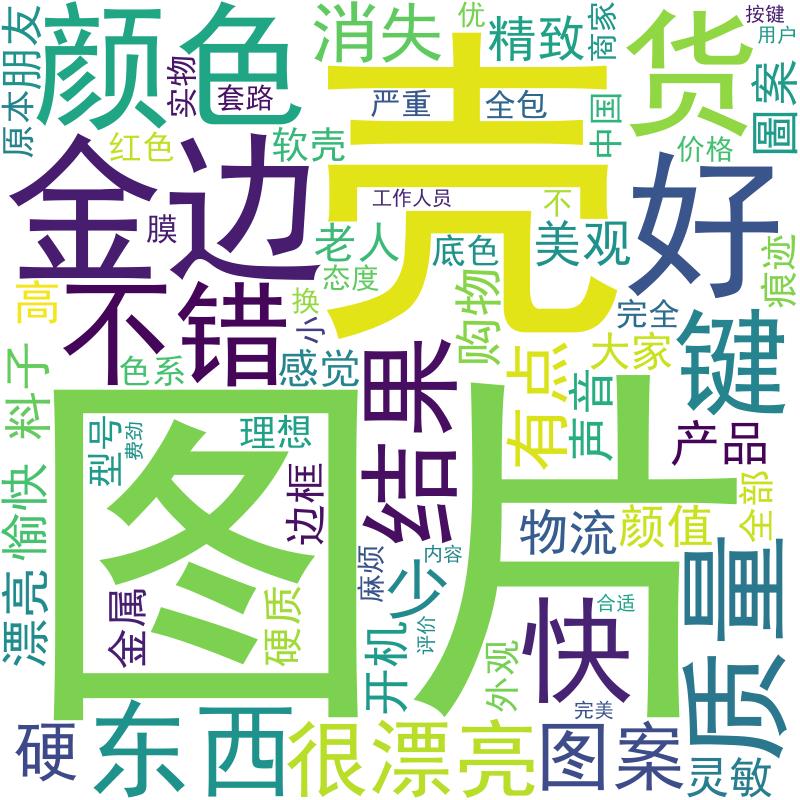 原本
朋友
颜色
实物
套路
消失
优
精致
商家
货
按键
用户
圖案
严重
全包
中国
价格
红色
软壳
壳
金边
膜
工作人员
不
好
老人
底色
美观
态度
痕迹
高
不错
换
小
购物
完全
料子
色系
感觉
结果
有点
声音
大家
键
图片
型号
费劲
理想
产品
愉快
边框
物流
颜值
全部
漂亮
金属
硬质
麻烦
心
内容
开机
评价
外观
快
合适
质量
完美
硬
东西
很漂亮
图案
灵敏